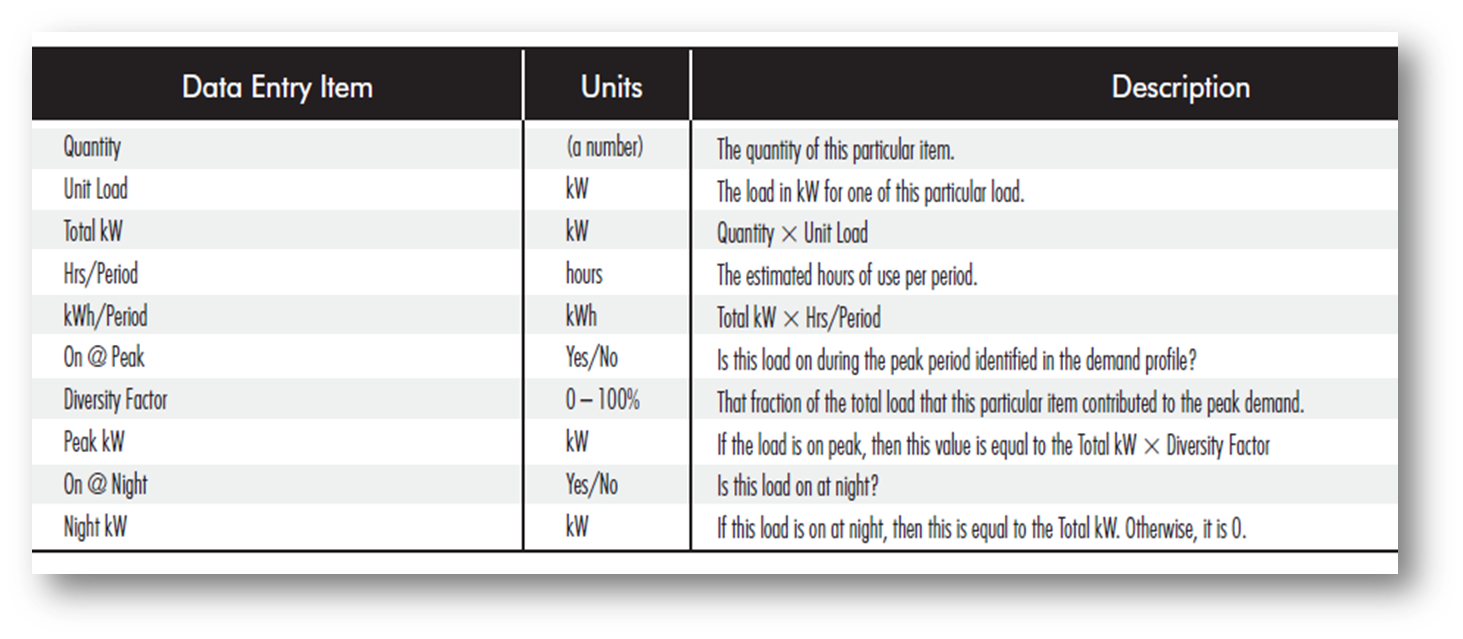 Data Entry Item Units Description
Quantity (a number) The quantity of this particular item.
Unit Load kW The load in kW for one of this particular load.
Total kW kW Quantity × Unit Load
Hrs/Period hours The estimated hours of use per period.
kWh/Period kWh Total kW × Hrs/Period
On @ Peak Yes/No Is this load on during the peak period identified in the demand profile?
Diversity Factor 0 – 100% That fraction of the total load that this particular item contributed to the peak demand.
Peak kW kW If the load is on peak, then this value is equal to the Total kW × Diversity Factor
On @ Night Yes/No Is this load on at night?
Night kW kW If this load is on at night, then this is equal to the Total kW. Otherwise, it is 0.